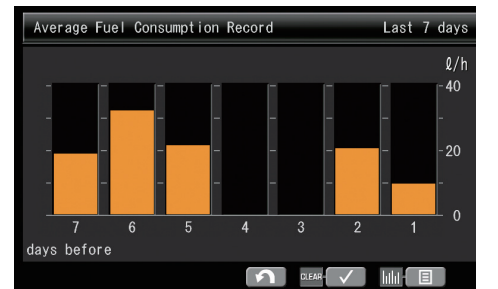 Average Fuel Consumption Record Last 7 days
ℓ/h
40
20
0
7 6 5 4 3 2 1
days before
CLEAR